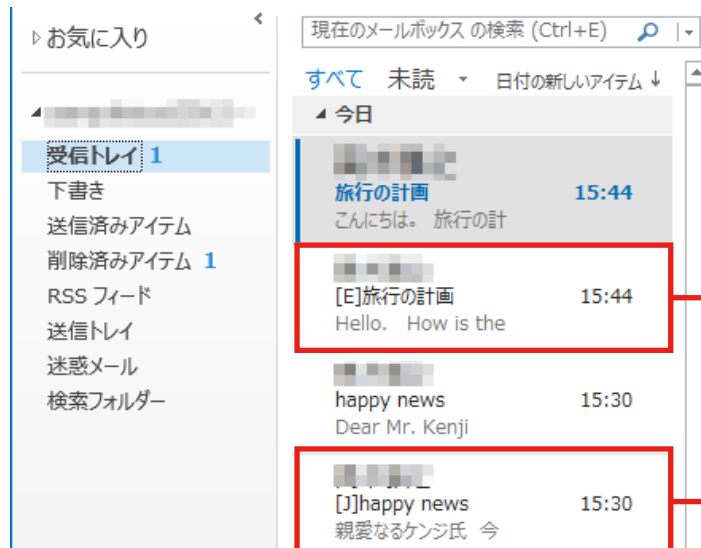 お気に入り
受信トレイ 1
下書き
送信済みアイテム
削除済みアイテム 1
RSS フィード
送信トレイ
迷惑メール
検索フォルダー
現在のメールボックス の検索 (Ctrl+E)
すべて 未読 日付の新しいアイテム ↓
今日
旅行の計画 15:44
こんにちは。 旅行の計
[E]旅行の計画 15:44
Hello. How is the
happy news 15:30
Dear Mr. Kenji
[J]happy news 15:30
親愛なるケンジ氏 今